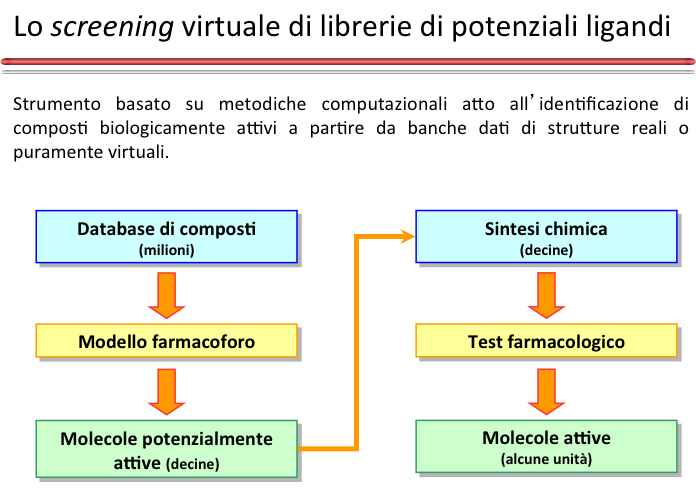 Lo screening virtuale di librerie di potenziali ligandi
Strumento basato su metodiche computazionali atto all’identificazione di
composti biologicamente attivi a partire da banche dati di strutture reali o
puramente virtuali.
Database di composti
(milioni)
Modello farmacoforo
Molecole potenzialmente
attive (decine)
Sintesi chimica
(decine)
Test farmacologico
Molecole attive
(alcune unità)